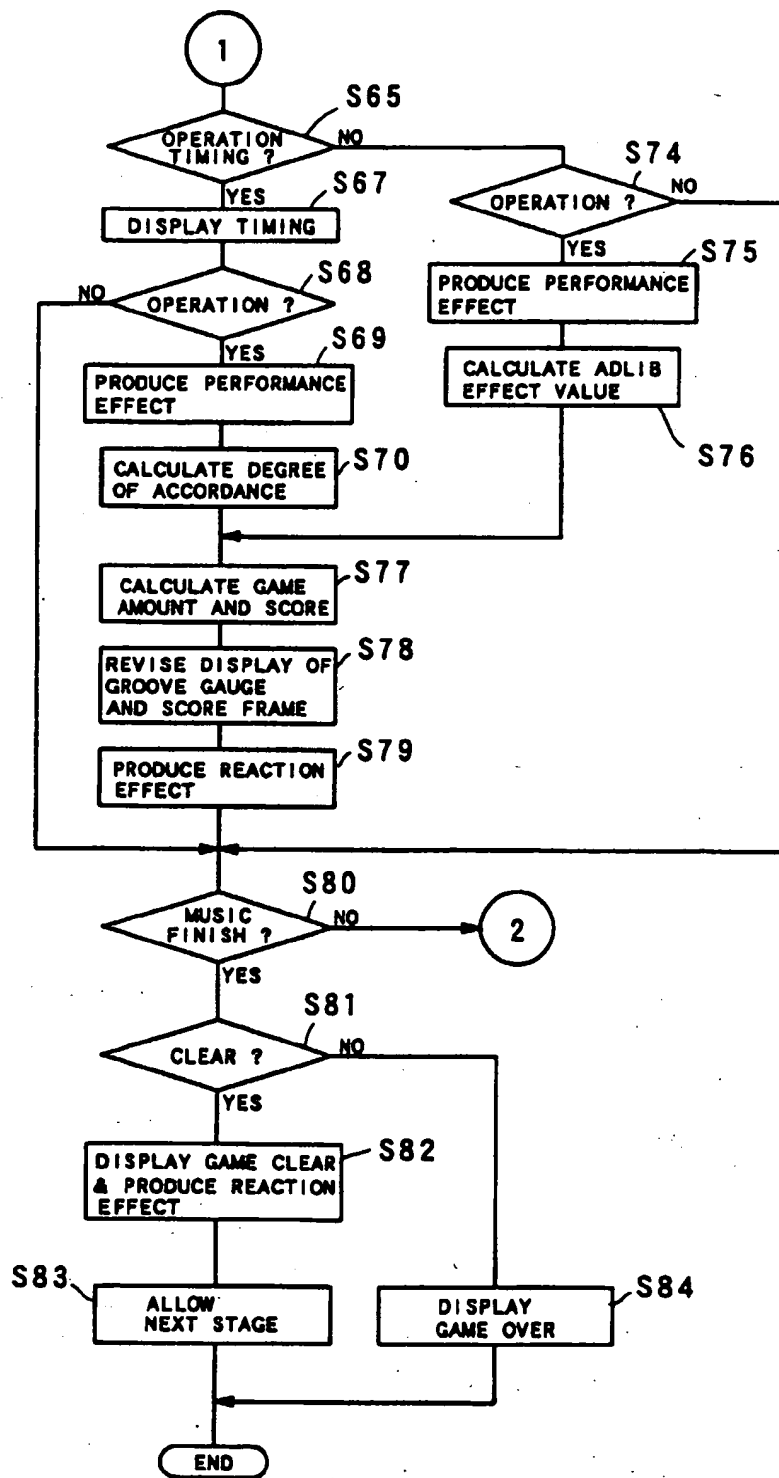 1
S65
OPERATION
TIMING ?
NO
YES
S67
DISPLAY TIMING
S68
NO
OPERATION ?
YES
S69
PRODUCE PERFORMANCE
EFFECT
S70
CALCULATE DEGREE
OF ACCORDANCE
S74
OPERATION ?
NO
YES
S75
PRODUCE PERFORMANCE
EFFECT
CALCULATE ADLIB
EFFECT VALUE
S76
S77
CALCULATE GAME
AMOUNT AND SCORE
S78
REVISE DISPLAY OF
GROOVE GAUGE
AND SCORE FRAME
S79
PRODUCE REACTION
EFFECT
S80
MUSIC
FINISH ?
NO
2
YES
S81
CLEAR ?
NO
YES
S82
DISPLAY GAME CLEAR
& PRODUCE REACTION
EFFECT
S83
ALLOW
NEXT STAGE
S84
DISPLAY
GAME OVER
END